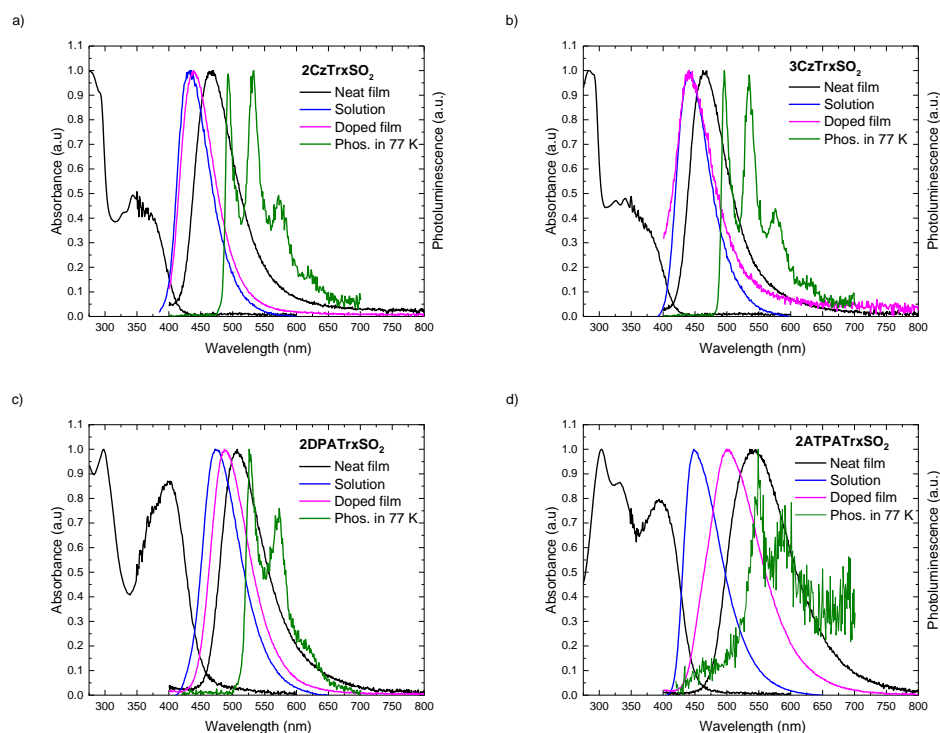 a)
2CzTrxSO2
Neat film
Solution
Doped film
Phos. in 77 K
1.1
1.0
0.9
0.8
0.7
0.6
0.5
0.4
0.3
0.2
0.1
0.0
Absorbance (a.u)
Photoluminescence (a.u.)
300 350 400 450 500 550 600 650 700 750 800
Wavelength (nm)
b)
3CzTrxSO2
Neat film
Solution
Doped film
Phos. in 77 K
1.1
1.0
0.9
0.8
0.7
0.6
0.5
0.4
0.3
0.2
0.1
0.0
Absorbance (a.u)
Photoluminescence (a.u.)
300 350 400 450 500 550 600 650 700 750 800
Wavelength (nm)
c)
2DPATrxSO2
Neat film
Solution
Doped film
Phos. in 77 K
1.1
1.0
0.9
0.8
0.7
0.6
0.5
0.4
0.3
0.2
0.1
0.0
Absorbance (a.u)
Photoluminescence (a.u.)
300 350 400 450 500 550 600 650 700 750 800
Wavelength (nm)
d)
2ATPATrxSO2
Neat film
Solution
Doped film
Phos. in 77 K
1.1
1.0
0.9
0.8
0.7
0.6
0.5
0.4
0.3
0.2
0.1
0.0
Absorbance (a.u)
Photoluminescence (a.u.)
300 350 400 450 500 550 600 650 700 750 800
Wavelength (nm)